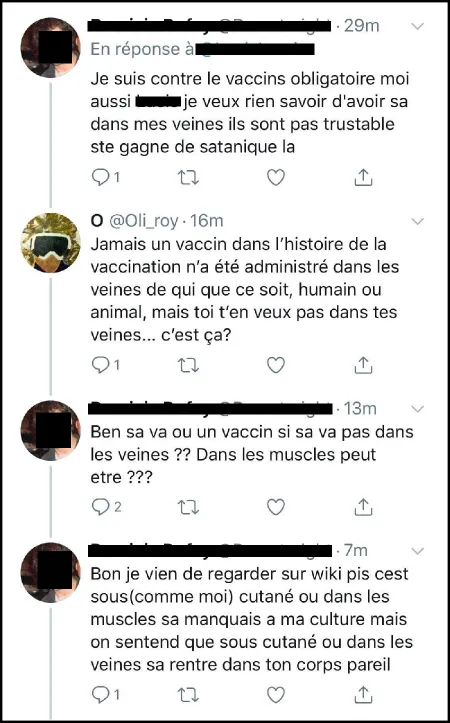 · 29m
En réponse à
Je suis contre le vaccins obligatoire moi
aussi je veux rien savoir d'avoir sa
dans mes veines ils sont pas trustable
ste gagne de satanique la
1
O @Oli_roy · 16m
Jamais un vaccin dans l’histoire de la
vaccination n’a été administré dans les
veines de qui que ce soit, humain ou
animal, mais toi t’en veux pas dans tes
veines... c’est ça?
1
· 13m
Ben sa va ou un vaccin si sa va pas dans
les veines ?? Dans les muscles peut
etre ???
2
· 7m
Bon je vien de regarder sur wiki pis cest
sous(comme moi) cutané ou dans les
muscles sa manquais a ma culture mais
on sentend que sous cutané ou dans les
veines sa rentre dans ton corps pareil
1